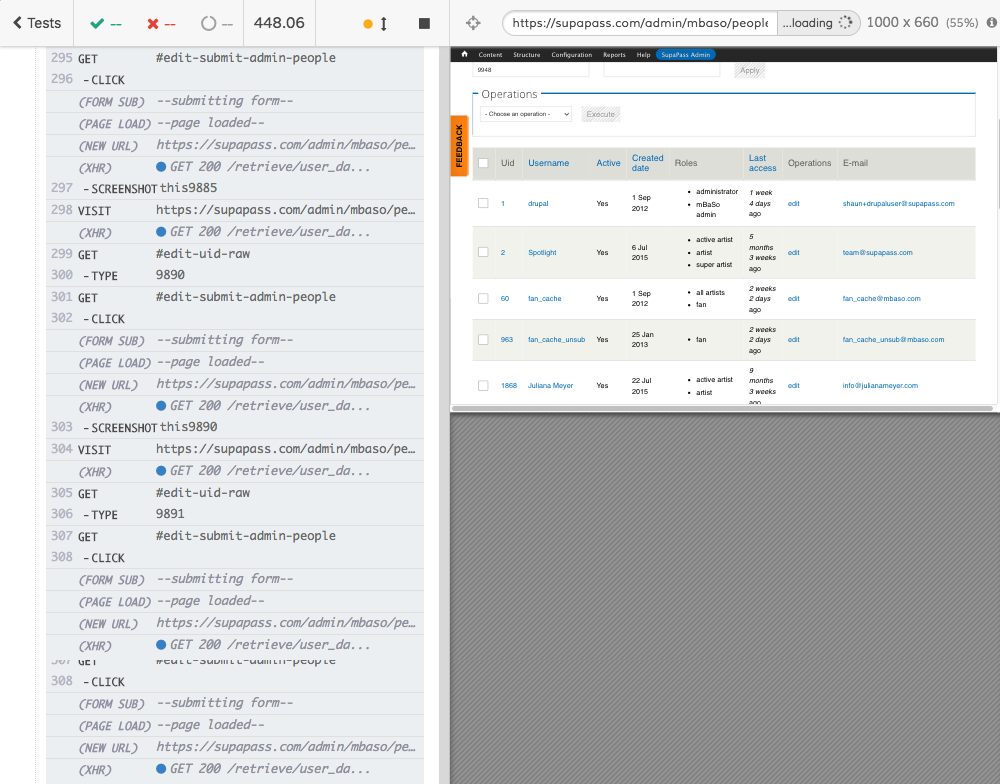 Tests -- -- -- 448.06
https://supapass.com/admin/mbaso/people ...loading 1000 x 660 (55%)
295 GET #edit-submit-admin-people
296 - CLICK
(FORM SUB) --submitting form--
(PAGE LOAD) --page loaded--
(NEW URL) https://supapass.com/admin/mbaso/pe...
(XHR) GET 200 /retrieve/user_da...
297 - SCREENSHOT this9885
298 VISIT https://supapass.com/admin/mbaso/pe...
(XHR) GET 200 /retrieve/user_da...
299 GET #edit-uid-raw
300 - TYPE 9890
301 GET #edit-submit-admin-people
302 - CLICK
(FORM SUB) --submitting form--
(PAGE LOAD) --page loaded--
(NEW URL) https://supapass.com/admin/mbaso/pe...
(XHR) GET 200 /retrieve/user_da...
303 - SCREENSHOT this9890
304 VISIT https://supapass.com/admin/mbaso/pe...
(XHR) GET 200 /retrieve/user_da...
305 GET #edit-uid-raw
306 - TYPE 9891
307 GET #edit-submit-admin-people
308 - CLICK
(FORM SUB) --submitting form--
(PAGE LOAD) --page loaded--
(NEW URL) https://supapass.com/admin/mbaso/pe...
(XHR) GET 200 /retrieve/user_da...
307 GET #edit-submit-admin-people
308 - CLICK
(FORM SUB) --submitting form--
(PAGE LOAD) --page loaded--
(NEW URL) https://supapass.com/admin/mbaso/pe...
(XHR) GET 200 /retrieve/user_da...
Content Structure Configuration Reports Help SupaPass Admin
9948 Apply
Operations
- Choose an operation - Execute
FEEDBACK
Uid Username Active Created date Roles Last access Operations E-mail
1 drupal Yes 1 Sep 2012 administrator mBaSo admin 1 week 4 days ago edit shaun+drupaluser@supapass.com
2 Spotlight Yes 6 Jul 2015 active artist artist super artist 5 months 3 weeks ago edit team@supapass.com
60 fan_cache Yes 1 Sep 2012 all artists fan 2 weeks 2 days ago edit fan_cache@mbaso.com
963 fan_cache_unsub Yes 25 Jan 2013 fan 2 weeks 2 days ago edit fan_cache_unsub@mbaso.com
1868 Juliana Meyer Yes 22 Jul 2015 active artist artist 9 months 3 weeks ago edit info@julianameyer.com